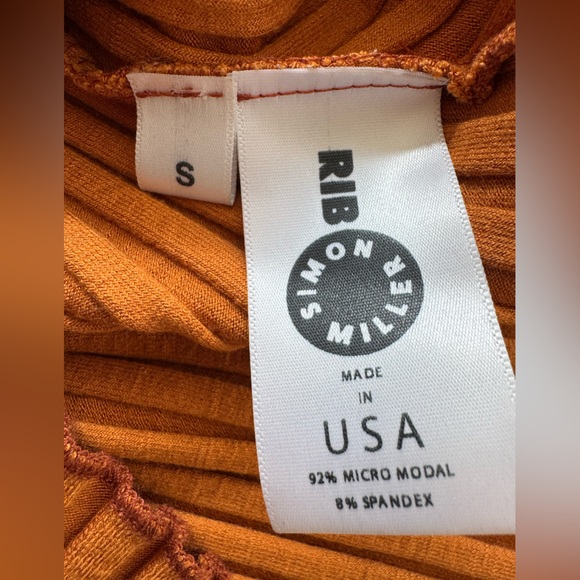 S
RIB
SIMON
MILLER
MADE
IN
USA
92% MICRO MODAL
8% SPANDEX